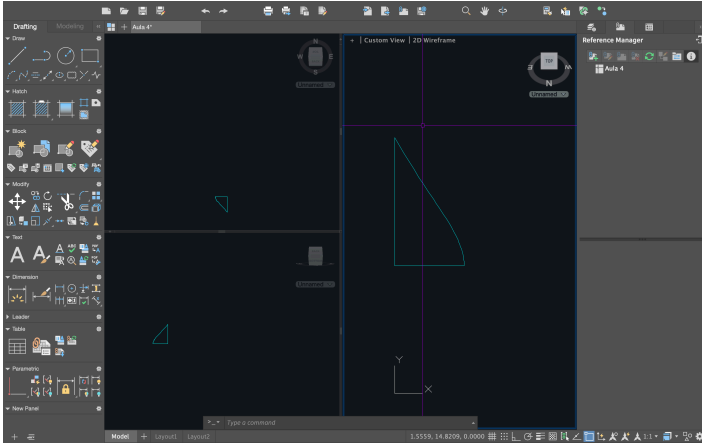 Drafting
Modeling
Aula 4*
Draw
Hatch
Block
Modify
Text
A
A
Dimension
Leader
Table
Parametric
New Panel
N
W
E
S
Unnamed
Unnamed
+ | Custom View | 2D Wireframe
TOP
E
W
N
Unnamed
Y
X
Reference Manager
Aula 4
>_
Type a command
Model
Layout1
Layout2
1.5559, 14.8209, 0.0000
1:1